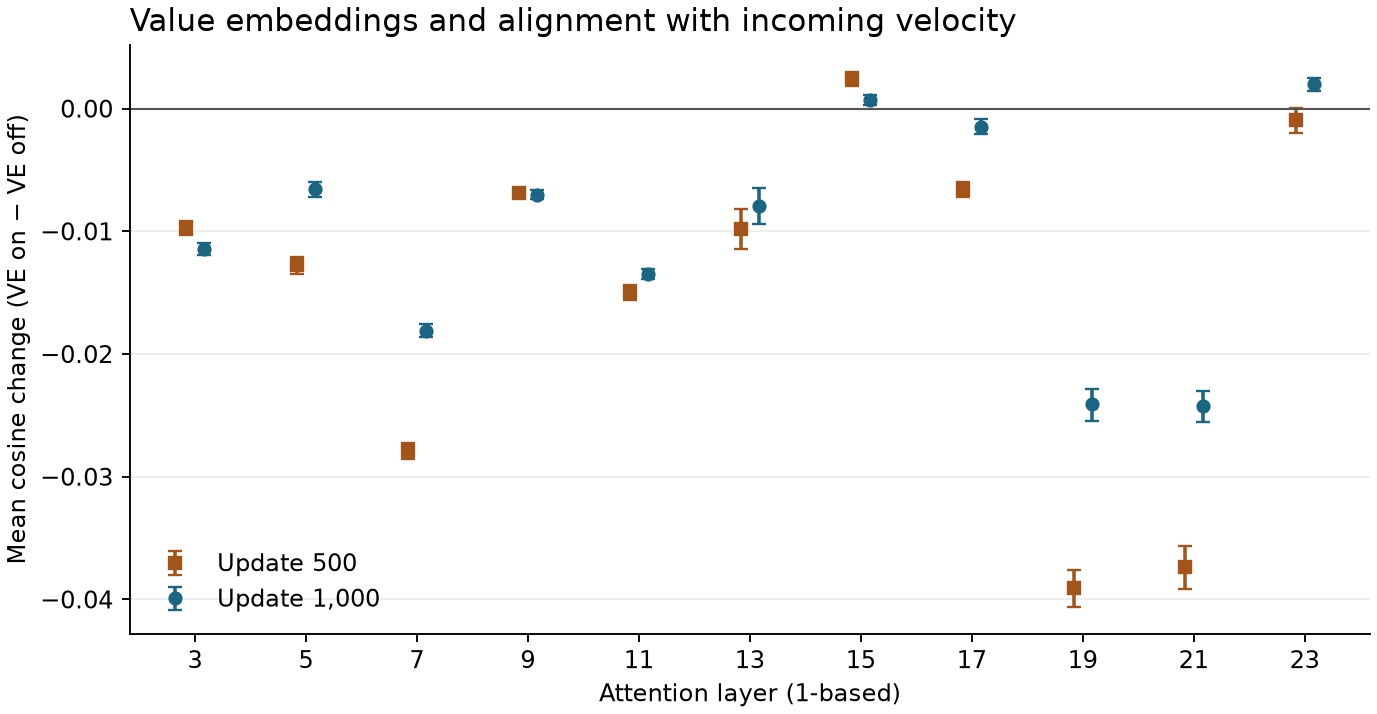 Value embeddings and alignment with incoming velocity
Mean cosine change (VE on − VE off)
0.00
−0.01
−0.02
−0.03
−0.04
Update 500
Update 1,000
3 5 7 9 11 13 15 17 19 21 23
Attention layer (1-based)